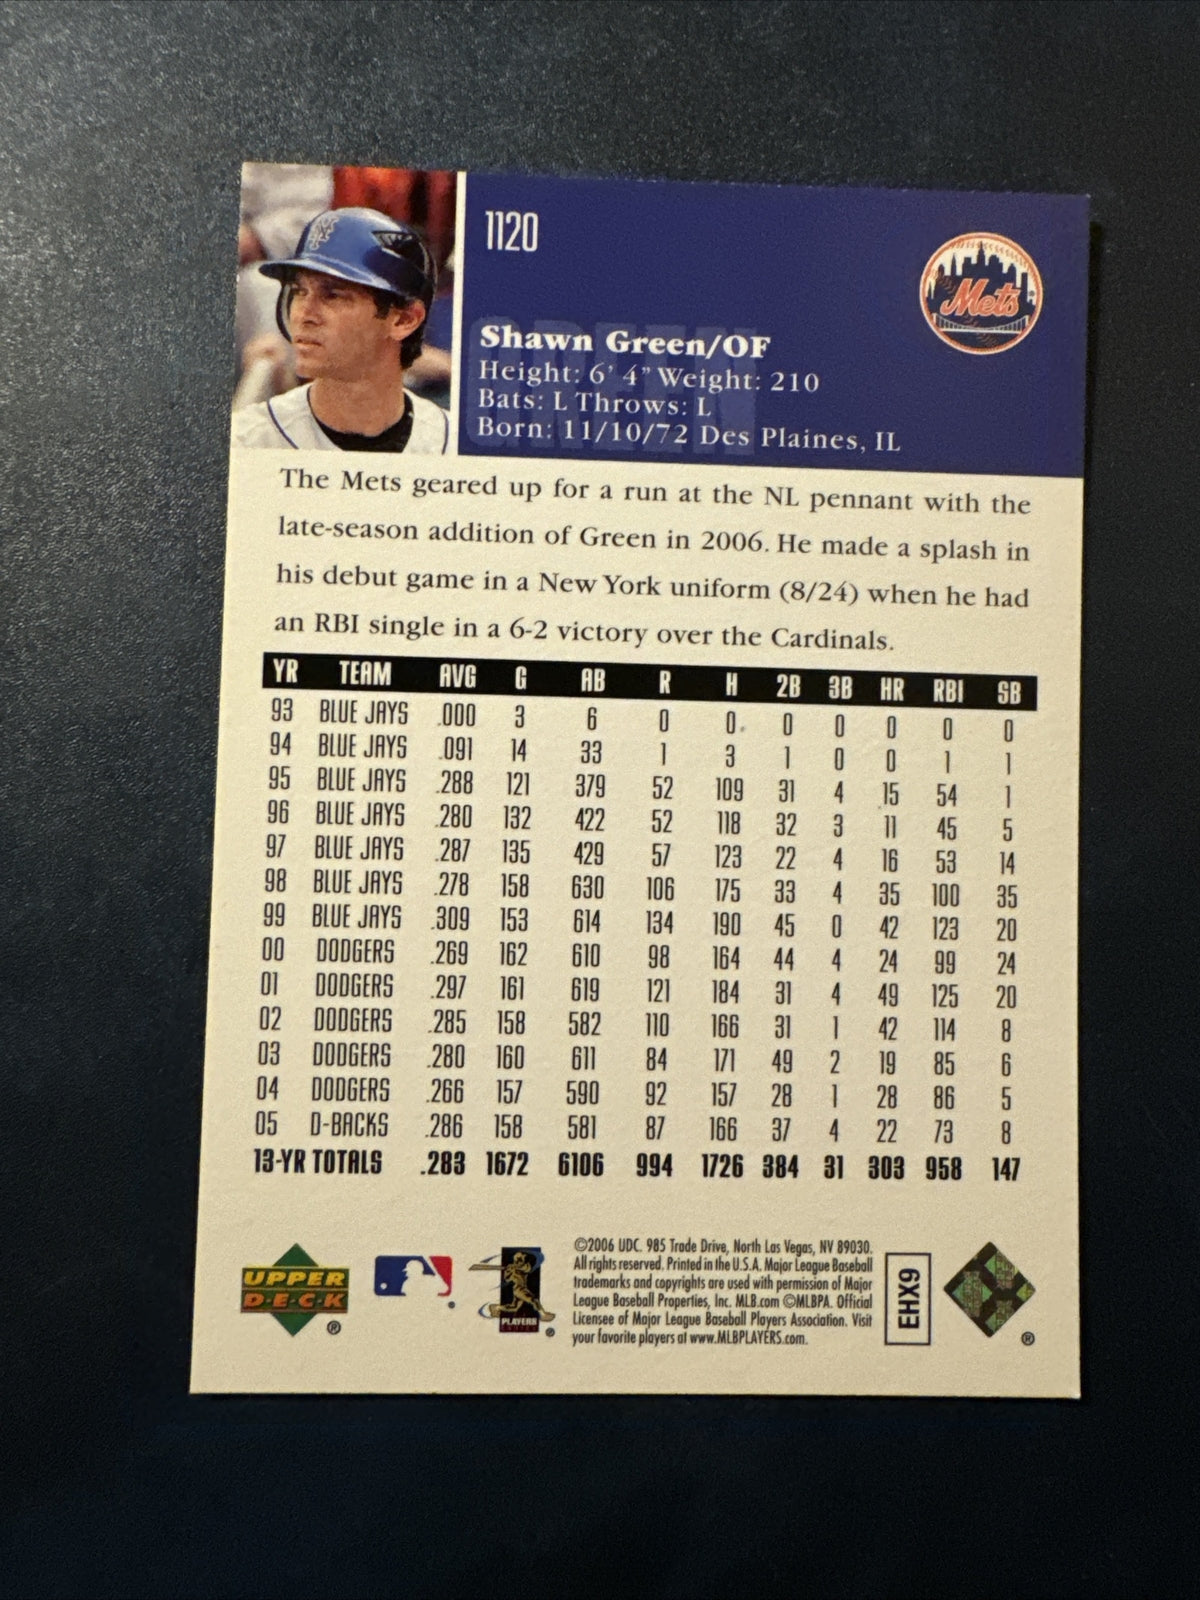 1120
Mets
GREEN
Shawn Green/OF
Height: 6' 4" Weight: 210
Bats: L Throws: L
Born: 11/10/72 Des Plaines, IL
The Mets geared up for a run at the NL pennant with the
late-season addition of Green in 2006. He made a splash in
his debut game in a New York uniform (8/24) when he had
an RBI single in a 6-2 victory over the Cardinals.
YR TEAM AVG G AB R H 2B 3B HR RBI SB
93 BLUE JAYS .000 3 6 0 0 0 0 0 0 0
94 BLUE JAYS .091 14 33 1 3 1 0 0 1 1
95 BLUE JAYS .288 121 379 52 109 31 4 15 54 1
96 BLUE JAYS .280 132 422 52 118 32 3 11 45 5
97 BLUE JAYS .287 135 429 57 123 22 4 16 53 14
98 BLUE JAYS .278 158 630 106 175 33 4 35 100 35
99 BLUE JAYS .309 153 614 134 190 45 0 42 123 20
00 DODGERS .269 162 610 98 164 44 4 24 99 24
01 DODGERS .297 161 619 121 184 31 4 49 125 20
02 DODGERS .285 158 582 110 166 31 1 42 114 8
03 DODGERS .280 160 611 84 171 49 2 19 85 6
04 DODGERS .266 157 590 92 157 28 1 28 86 5
05 D-BACKS .286 158 581 87 166 37 4 22 73 8
13-YR TOTALS .283 1672 6106 994 1726 384 31 303 958 147
UPPER
D·E·C·K
®
PLAYERS
CHOICE
©2006 UDC. 985 Trade Drive, North Las Vegas, NV 89030.
All rights reserved. Printed in the U.S.A. Major League Baseball
trademarks and copyrights are used with permission of Major
League Baseball Properties, Inc. MLB.com ©MLBPA. Official
Licensee of Major League Baseball Players Association. Visit
your favorite players at www.MLBPLAYERS.com.
EHX9
®